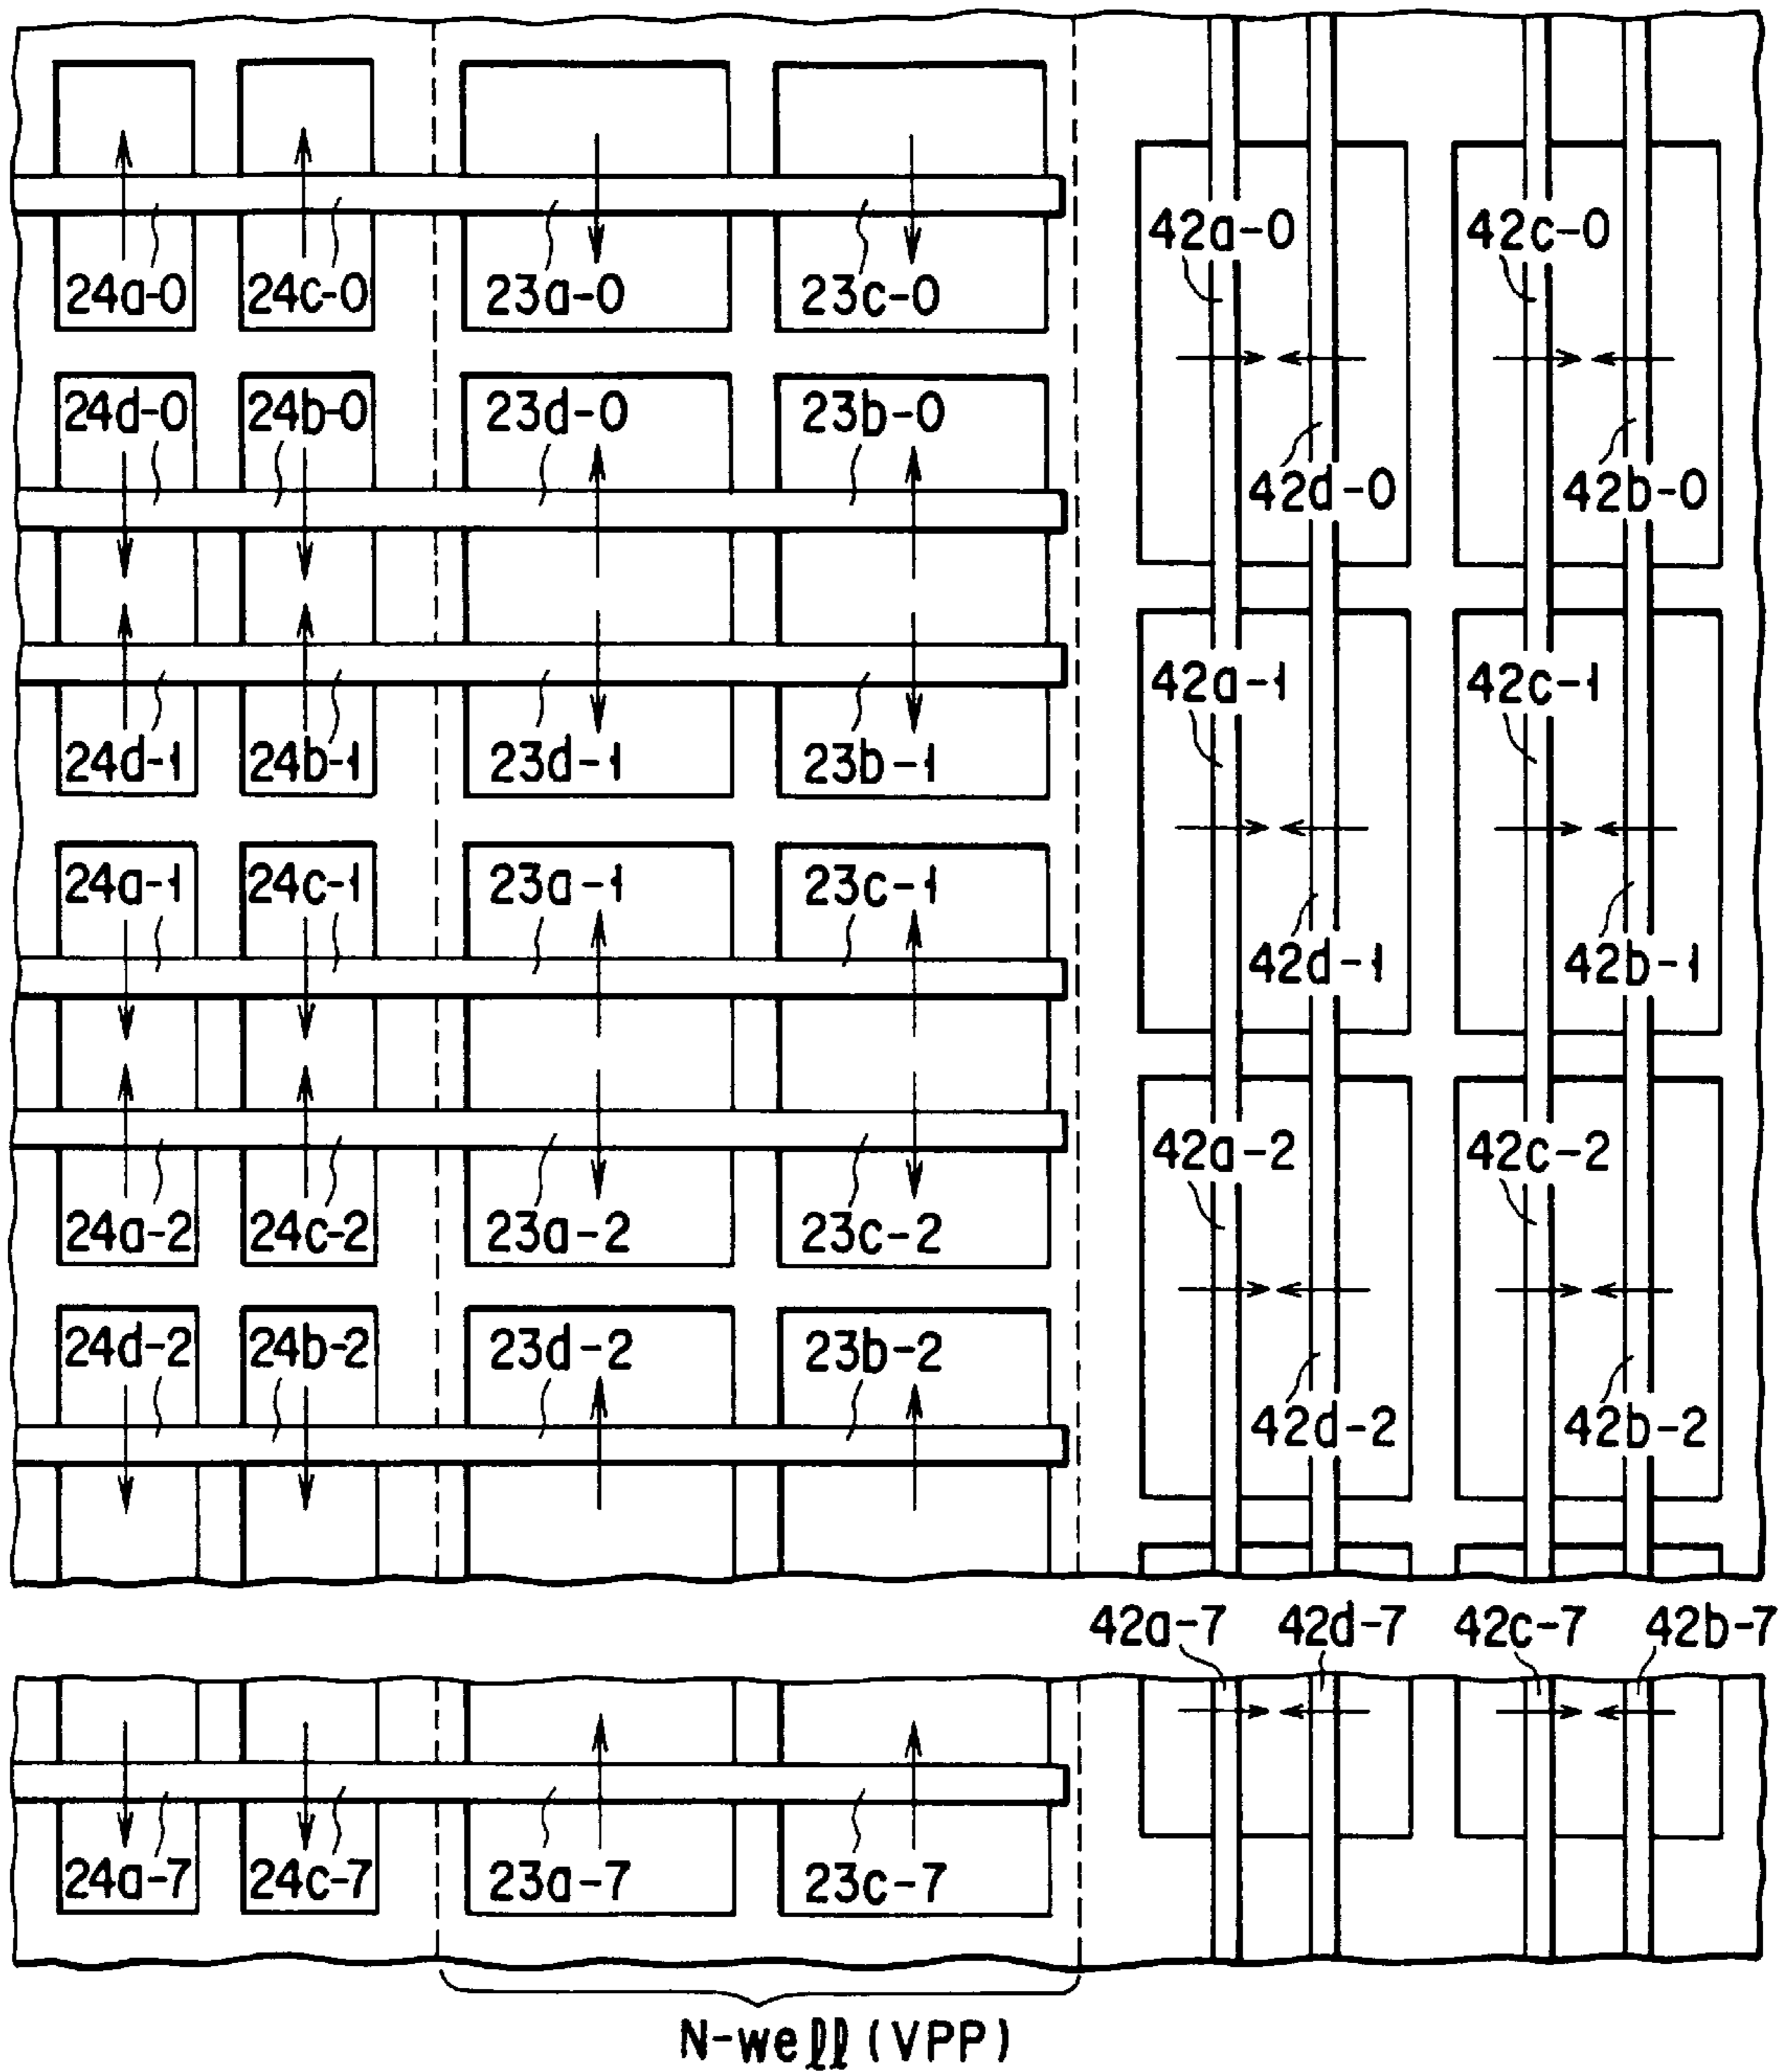 42a-0 42c-0
24a-0 24c-0 23a-0 23c-0
24d-0 24b-0 23d-0 23b-0
42d-0 42b-0
42a-1 42c-1
24d-1 24b-1 23d-1 23b-1
24a-1 24c-1 23a-1 23c-1
42d-1 42b-1
42a-2 42c-2
24a-2 24c-2 23a-2 23c-2
24d-2 24b-2 23d-2 23b-2
42d-2 42b-2
42a-7 42d-7 42c-7 42b-7
24a-7 24c-7 23a-7 23c-7
N-well (VPP)